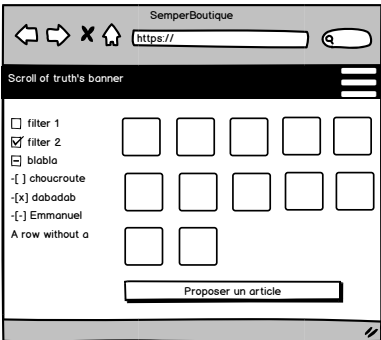 SemperBoutique
https://
Scroll of truth's banner
filter 1
filter 2
blabla
-[ ] choucroute
-[x] dabadab
-[-] Emmanuel
A row without a
Proposer un article